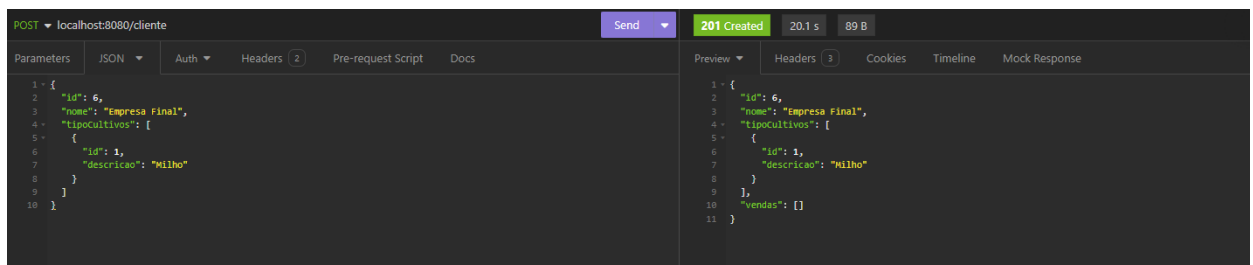 POST localhost:8080/cliente Send 201 Created 20.1 s 89 B
Parameters JSON Auth Headers 2 Pre-request Script Docs Preview Headers 3 Cookies Timeline Mock Response
1 {
2 "id": 6,
3 "nome": "Empresa Final",
4 "tipoCultivos": [
5 {
6 "id": 1,
7 "descricao": "Milho"
8 }
9 ]
10 }
1 {
2 "id": 6,
3 "nome": "Empresa Final",
4 "tipoCultivos": [
5 {
6 "id": 1,
7 "descricao": "Milho"
8 }
9 ],
10 "vendas": []
11 }